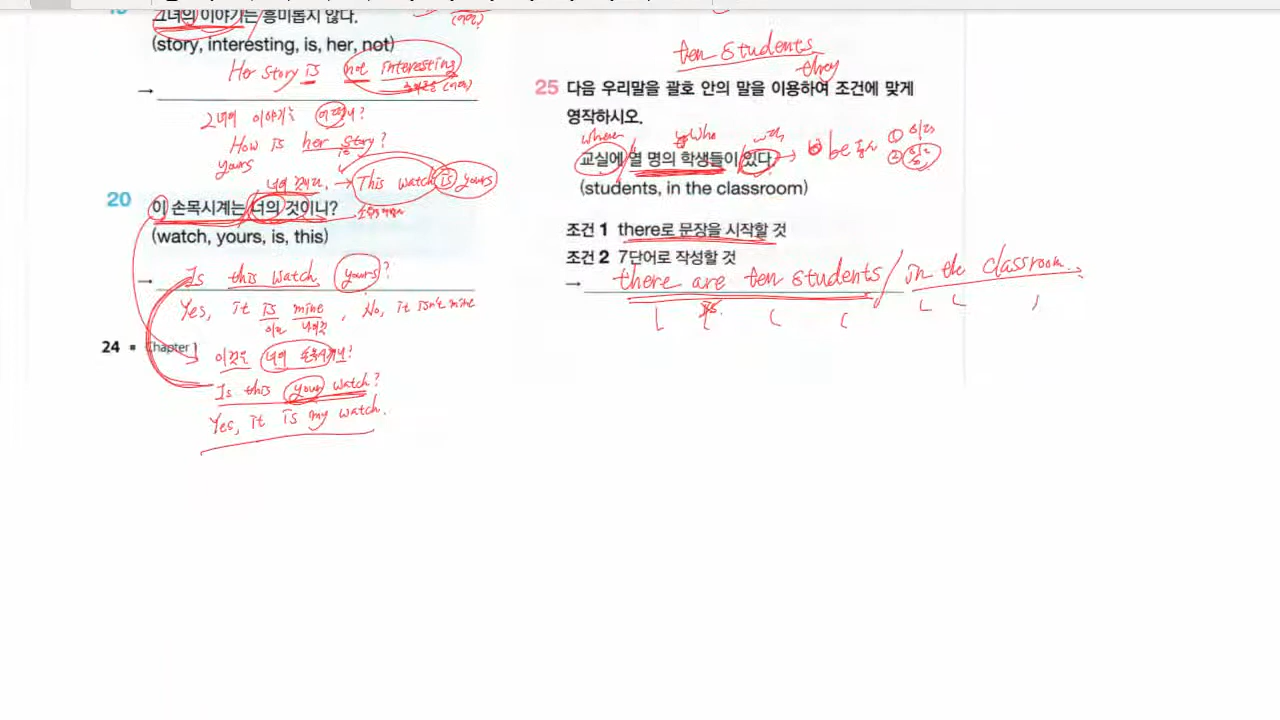 그녀의 이야기는 흥미롭지 않다.
(story, interesting, is, her, not)
Her story is not interesting
→
그녀의 이야기는 어떠니?
How is her story?
yours
너의 것이다. → This watch is yours
20 이 손목시계는 너의 것이니?
(watch, yours, is, this)
→ Is this watch yours?
Yes, it is mine, No, it isn't mine
24 ▪ Chapter 1
이것은 너의 손목시계니?
Is this your watch?
Yes, it is my watch.
ten students
they
25 다음 우리말을 괄호 안의 말을 이용하여 조건에 맞게
영작하시오.
where who
교실에 열 명의 학생들이 있다. → be동사 ① 이다 ② 있다
(students, in the classroom)
조건 1 there로 문장을 시작할 것
조건 2 7단어로 작성할 것
→ there are ten students / in the classroom.